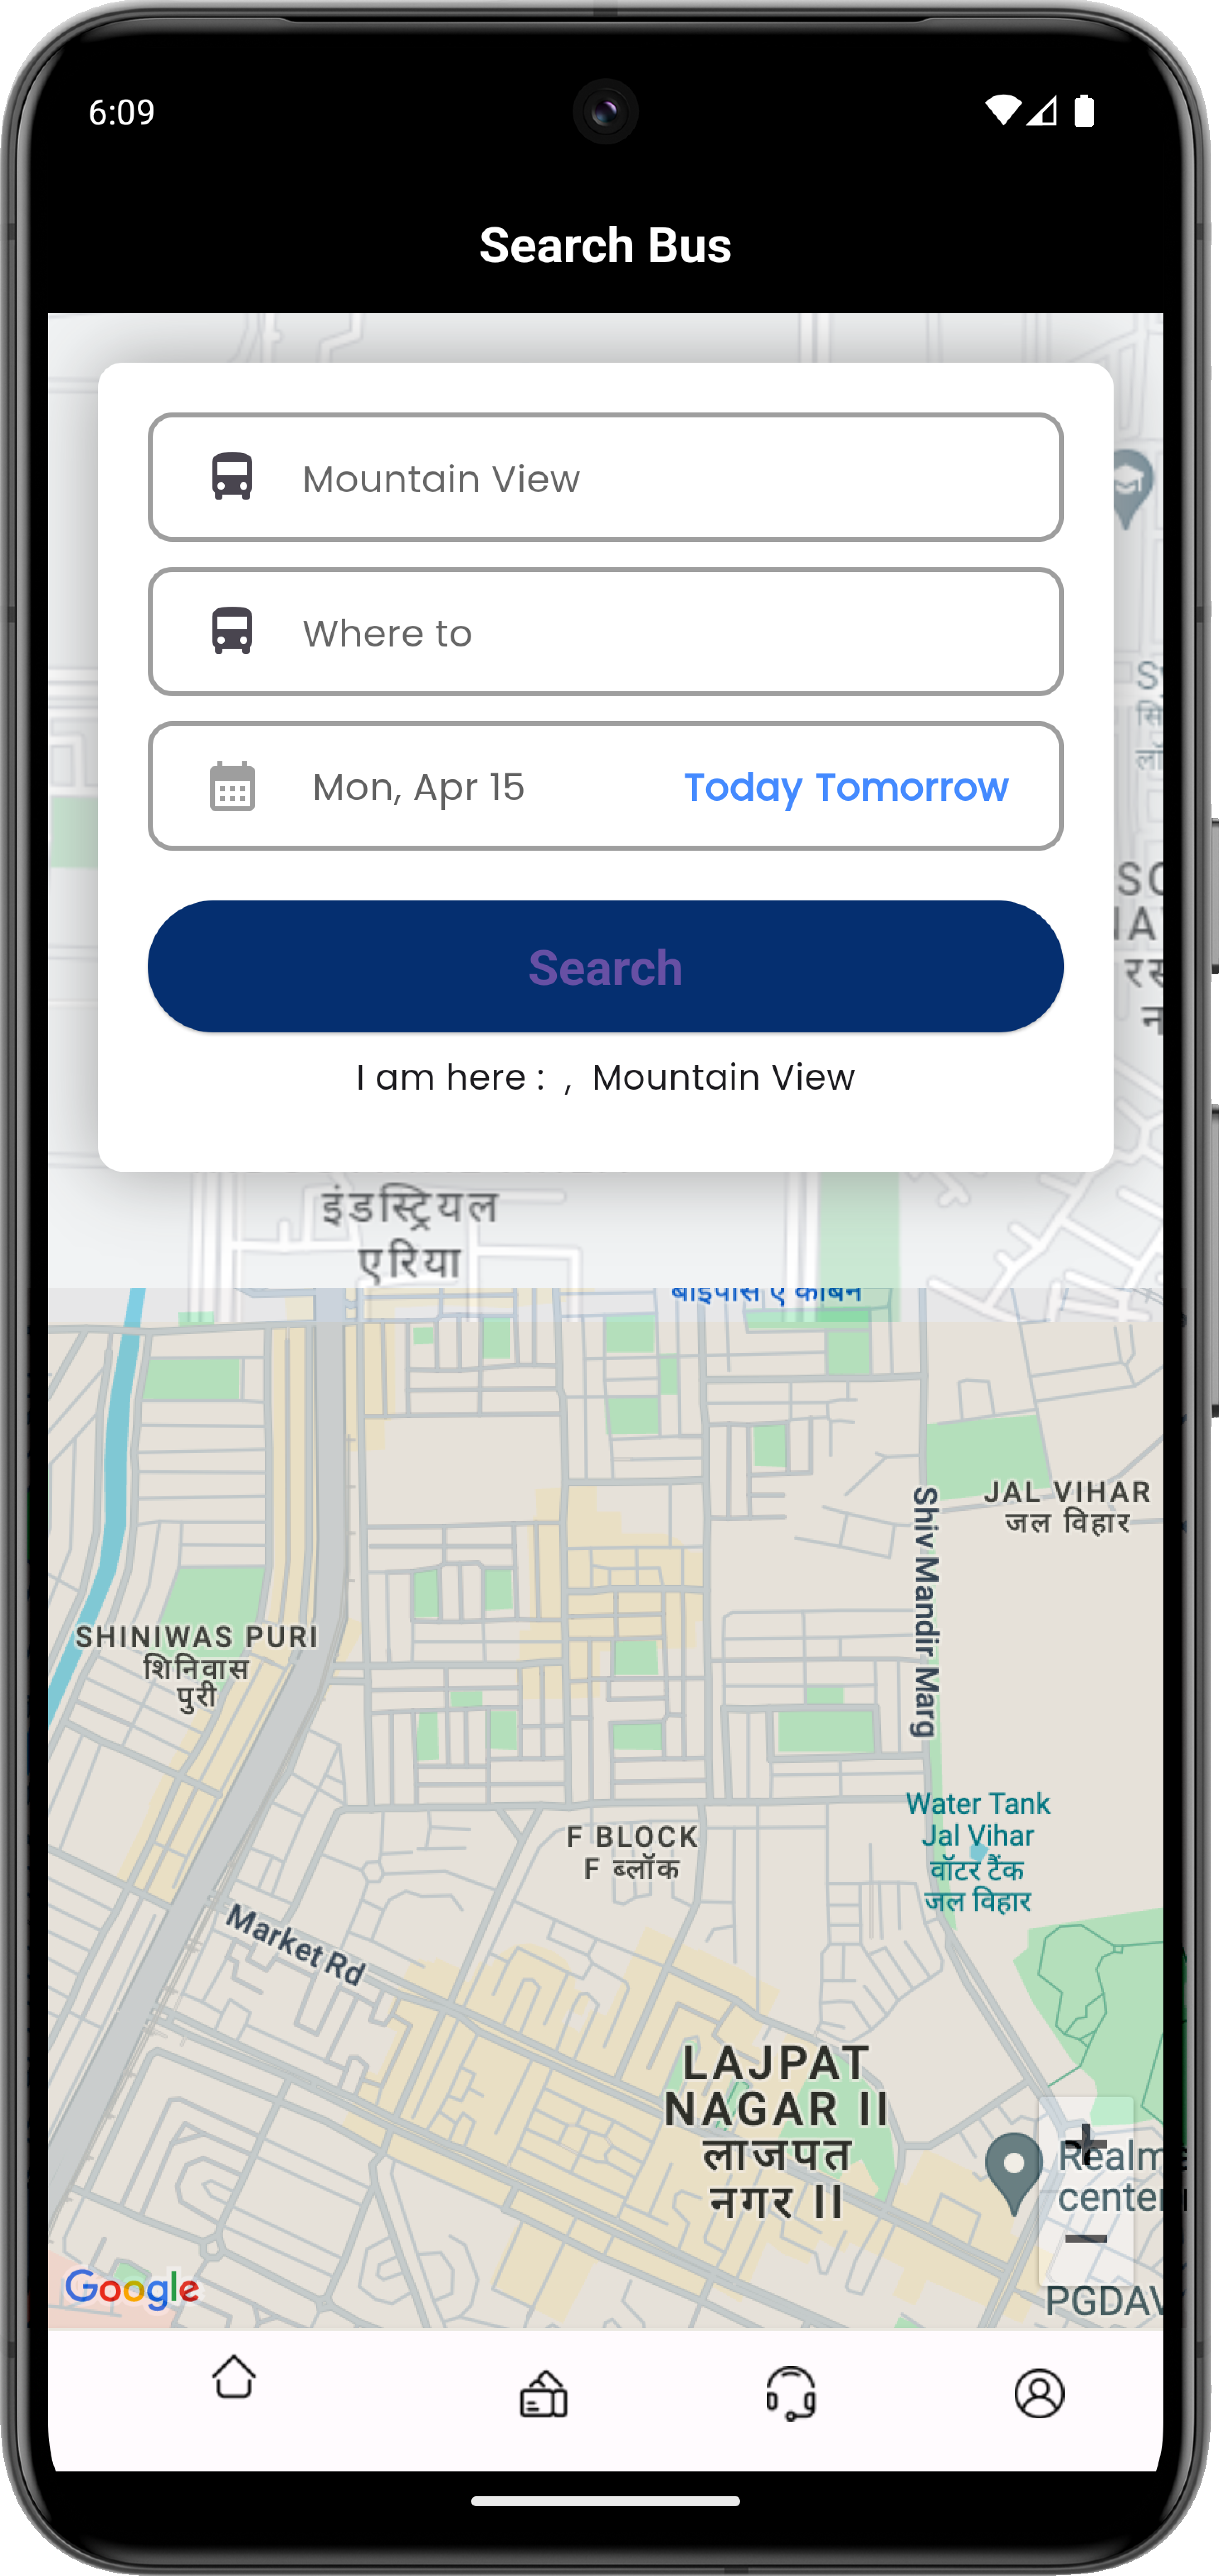 6:09
Search Bus
Mountain View
Where to
Mon, Apr 15 Today Tomorrow
Search
I am here : , Mountain View
इंडस्ट्रियल
एरिया
JAL VIHAR
जल विहार
Shiv Mandir Marg
SHINIWAS PURI
शिनिवास
पुरी
Water Tank
Jal Vihar
वॉटर टैंक
जल विहार
F BLOCK
F ब्लॉक
Market Rd
LAJPAT
NAGAR II
लाजपत
नगर II
+
center
−
Google
PGDAV